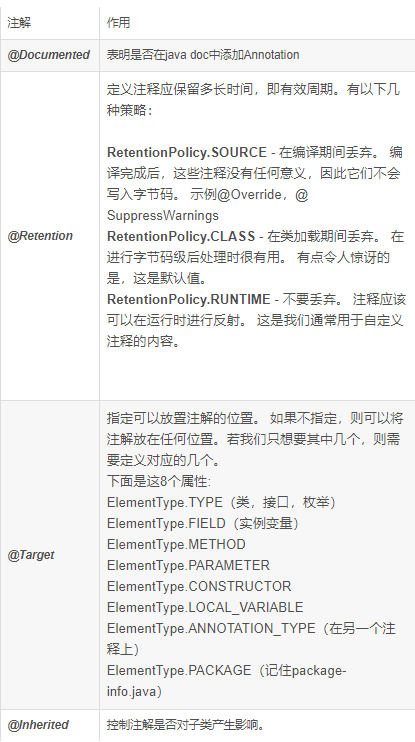 注解 作用
@Documented 表明是否在java doc中添加Annotation
定义注释应保留多长时间，即有效周期。有以下几
种策略：
RetentionPolicy.SOURCE - 在编译期间丢弃。 编
译完成后，这些注释没有任何意义，因此它们不会
写入字节码。 示例@Override，@
SuppressWarnings
@Retention
RetentionPolicy.CLASS - 在类加载期间丢弃。 在
进行字节码级后处理时很有用。 有点令人惊讶的
是，这是默认值。
RetentionPolicy.RUNTIME - 不要丢弃。 注释应该
可以在运行时进行反射。 这是我们通常用于自定义
注释的内容。
指定可以放置注解的位置。 如果不指定，则可以将
注解放在任何位置。若我们只想要其中几个，则需
要定义对应的几个。
下面是这8个属性:
ElementType.TYPE（类，接口，枚举）
ElementType.FIELD（实例变量）
ElementType.METHOD
@Target
ElementType.PARAMETER
ElementType.CONSTRUCTOR
ElementType.LOCAL_VARIABLE
ElementType.ANNOTATION_TYPE（在另一个注
释上）
ElementType.PACKAGE（记住package-
info.java）
@Inherited 控制注解是否对子类产生影响。